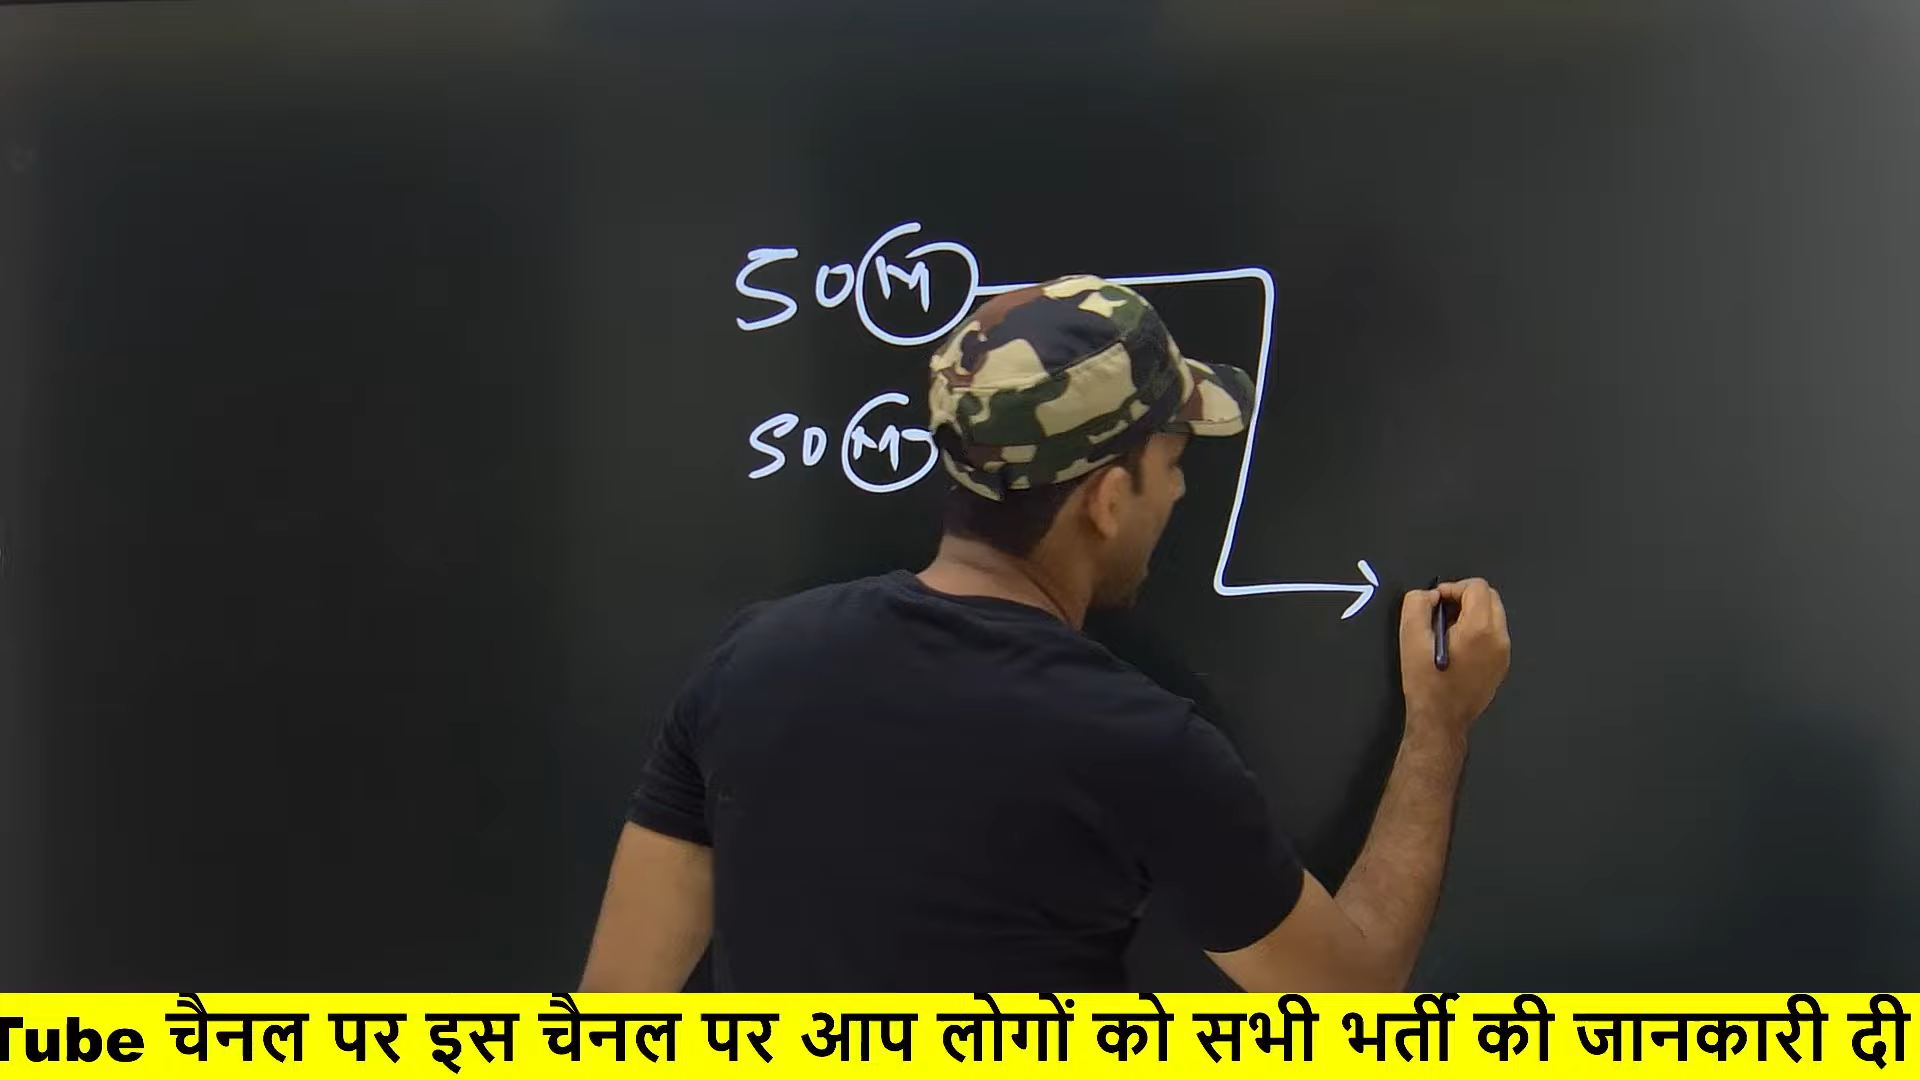 50 M
50 M
Tube चैनल पर इस चैनल पर आप लोगों को सभी भर्ती की जानकारी दी